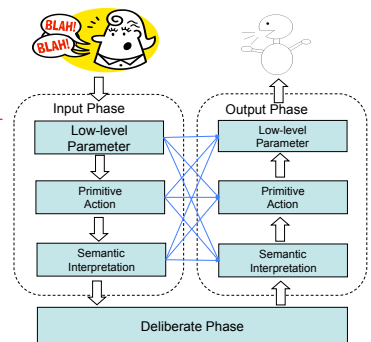 BLAH!
BLAH!
Input Phase
Low-level
Parameter
Primitive
Action
Semantic
Interpretation
Output Phase
Low-level
Parameter
Primitive
Action
Semantic
Interpretation
Deliberate Phase